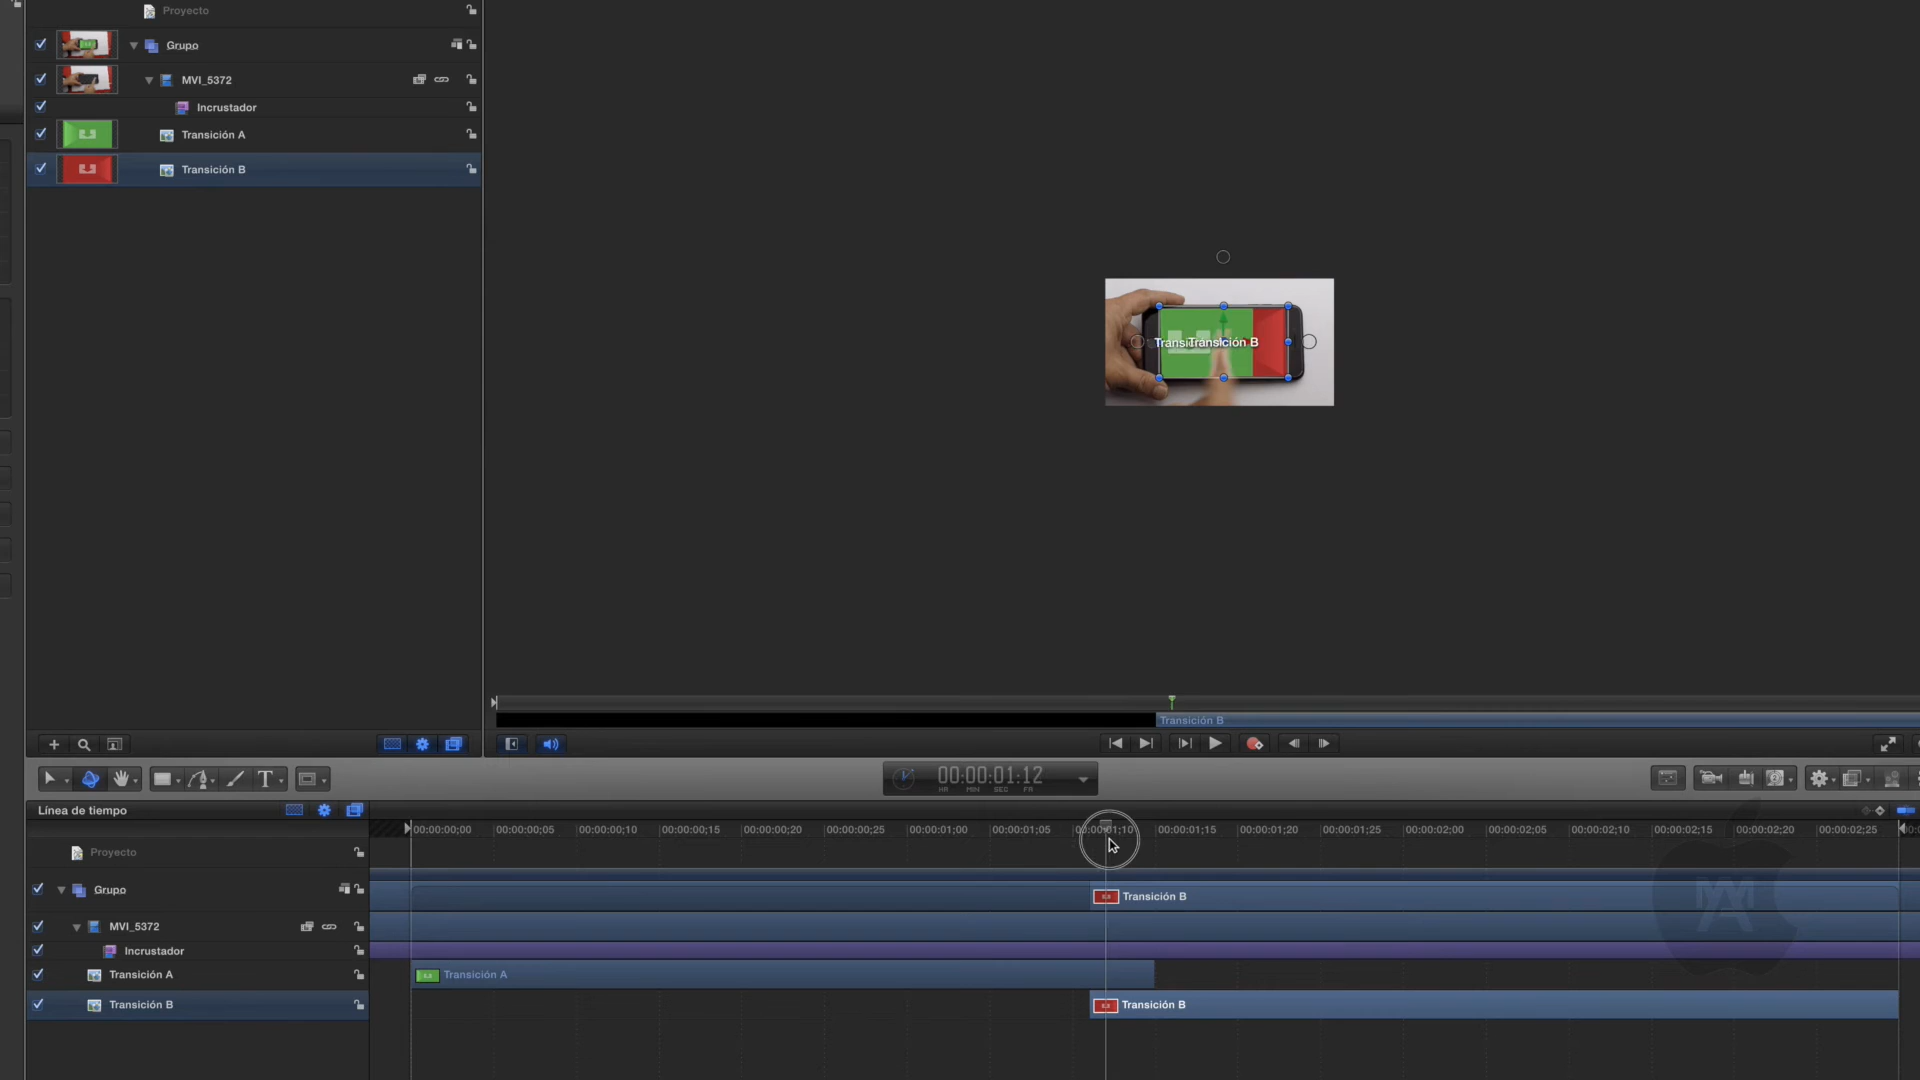 Proyecto
Grupo
MVI_5372
Incrustador
Transición A
Transición B
Transición B
Transición B
00:00:01:12
HR MIN SEC FR
Línea de tiempo
00:00:00;00 00:00:00;05 00:00:00;10 00:00:00;15 00:00:00;20 00:00:00;25 00:00:01;00 00:00:01;05 00:00:01;10 00:00:01;15 00:00:01;20 00:00:01;25 00:00:02;00 00:00:02;05 00:00:02;10 00:00:02;15 00:00:02;20 00:00:02;25
Proyecto
Grupo
Transición B
MVI_5372
Incrustador
Transición A
Transición A
Transición B
Transición B